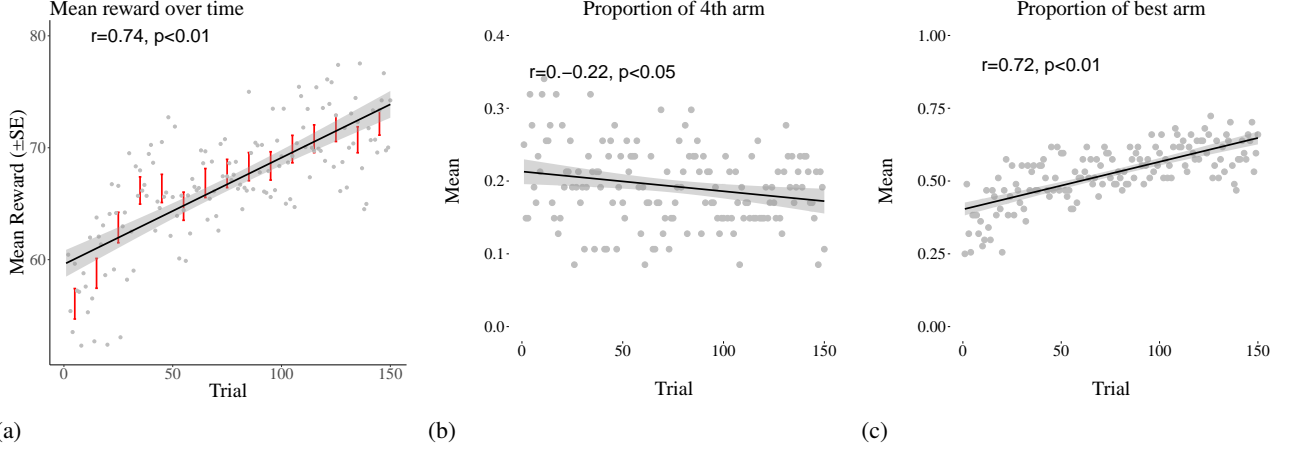 Mean reward over time
r=0.74, p<0.01
80
70
60
Mean Reward (±SE)
0 50 100 150
Trial
(a)
Proportion of 4th arm
r=0.−0.22, p<0.05
0.4
0.3
0.2
0.1
0.0
Mean
0 50 100 150
Trial
(b)
Proportion of best arm
r=0.72, p<0.01
1.00
0.75
0.50
0.25
0.00
Mean
0 50 100 150
Trial
(c)